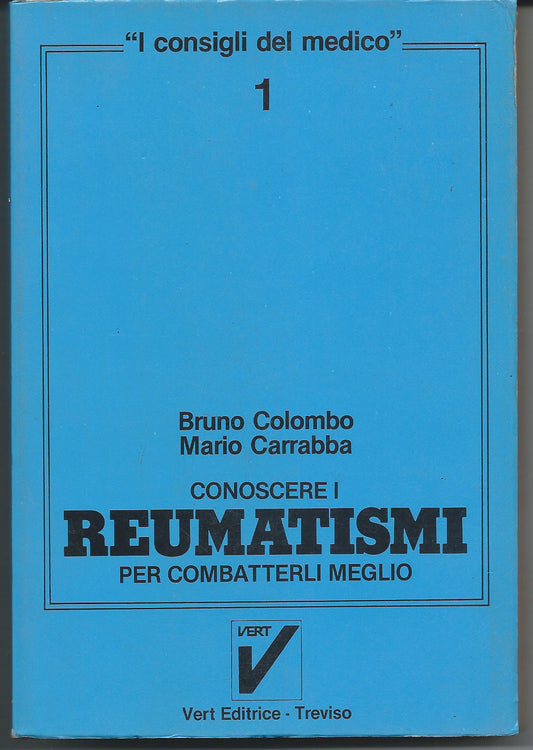 "I consigli del medico"
1
Bruno Colombo
Mario Carrabba
CONOSCERE I
REUMATISMI
PER COMBATTERLI MEGLIO
VERT
Vert Editrice - Treviso